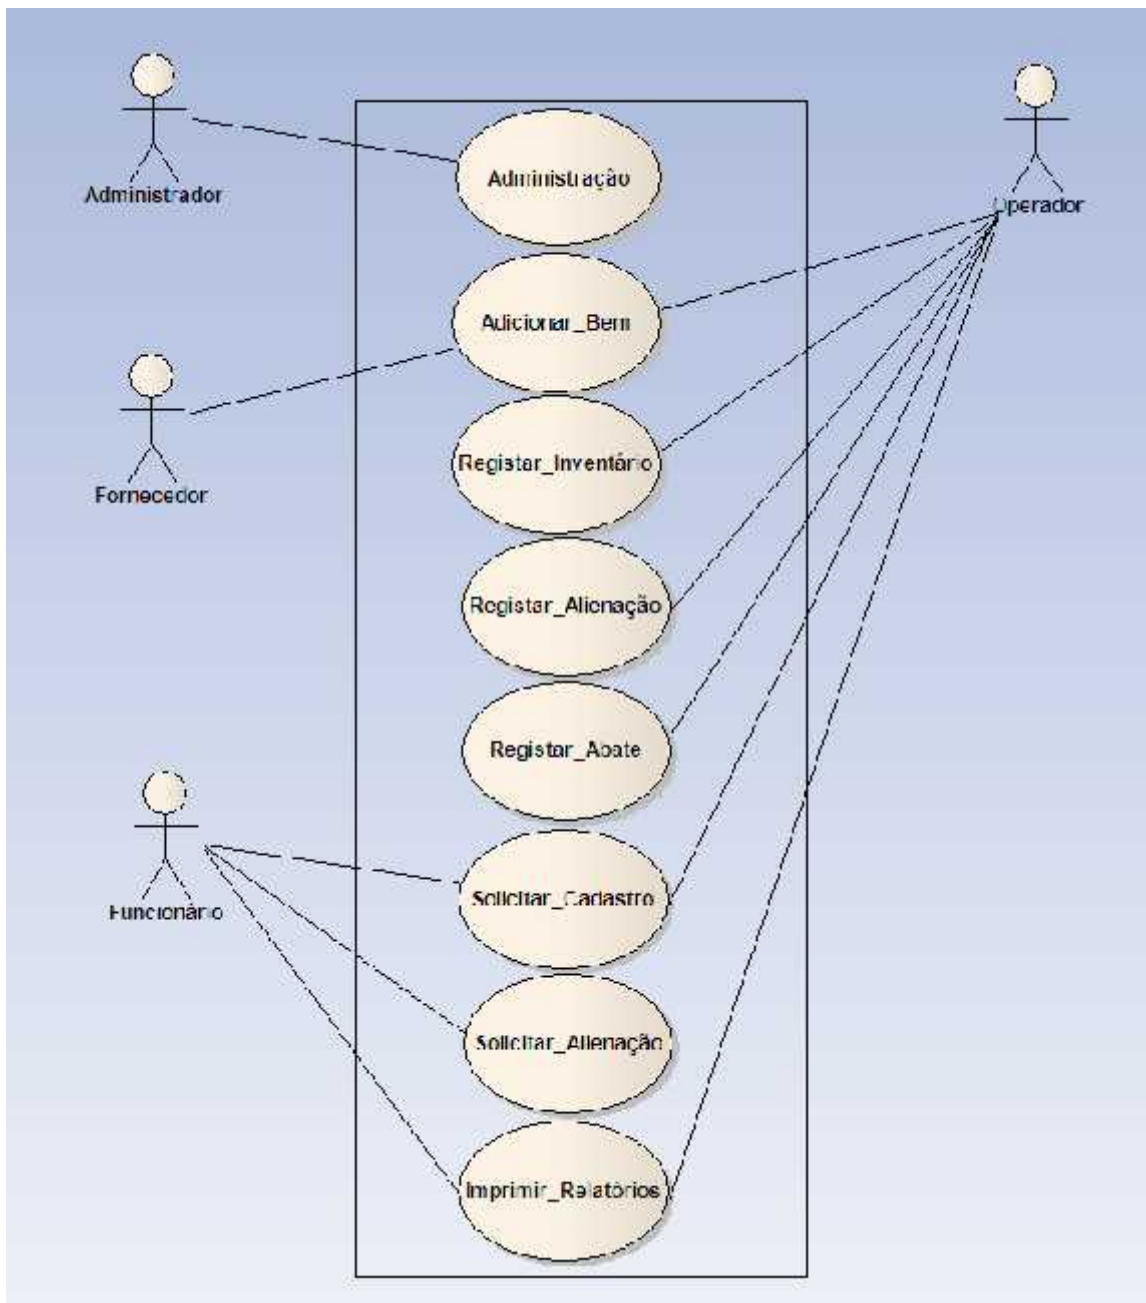 Administrador
Administração
Operador
Adicionar_Bem
Fornecedor
Registar_Inventário
Registar_Alienação
Registar_Abate
Funcionário
Solicitar_Cadastro
Solicitar_Alienação
Imprimir_Relatórios